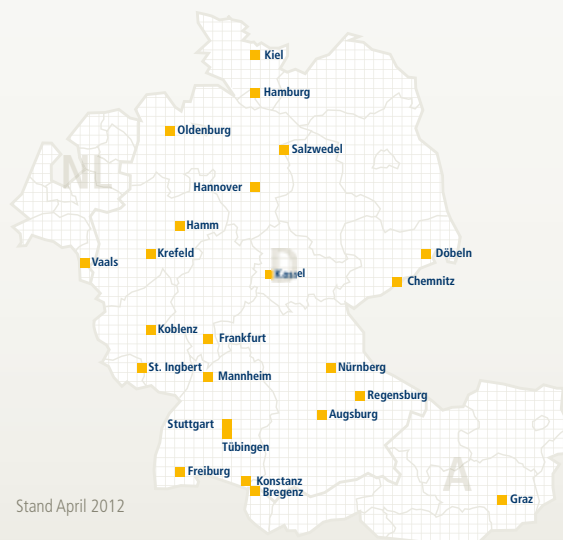 Kiel
Hamburg
Oldenburg
Salzwedel
NL
Hannover
Hamm
Krefeld
Döbeln
Vaals
D
Chemnitz
Koblenz
Frankfurt
St. Ingbert
Nürnberg
Mannheim
Regensburg
Augsburg
Stuttgart
Tübingen
Freiburg
A
Konstanz
Bregenz
Graz
Stand April 2012